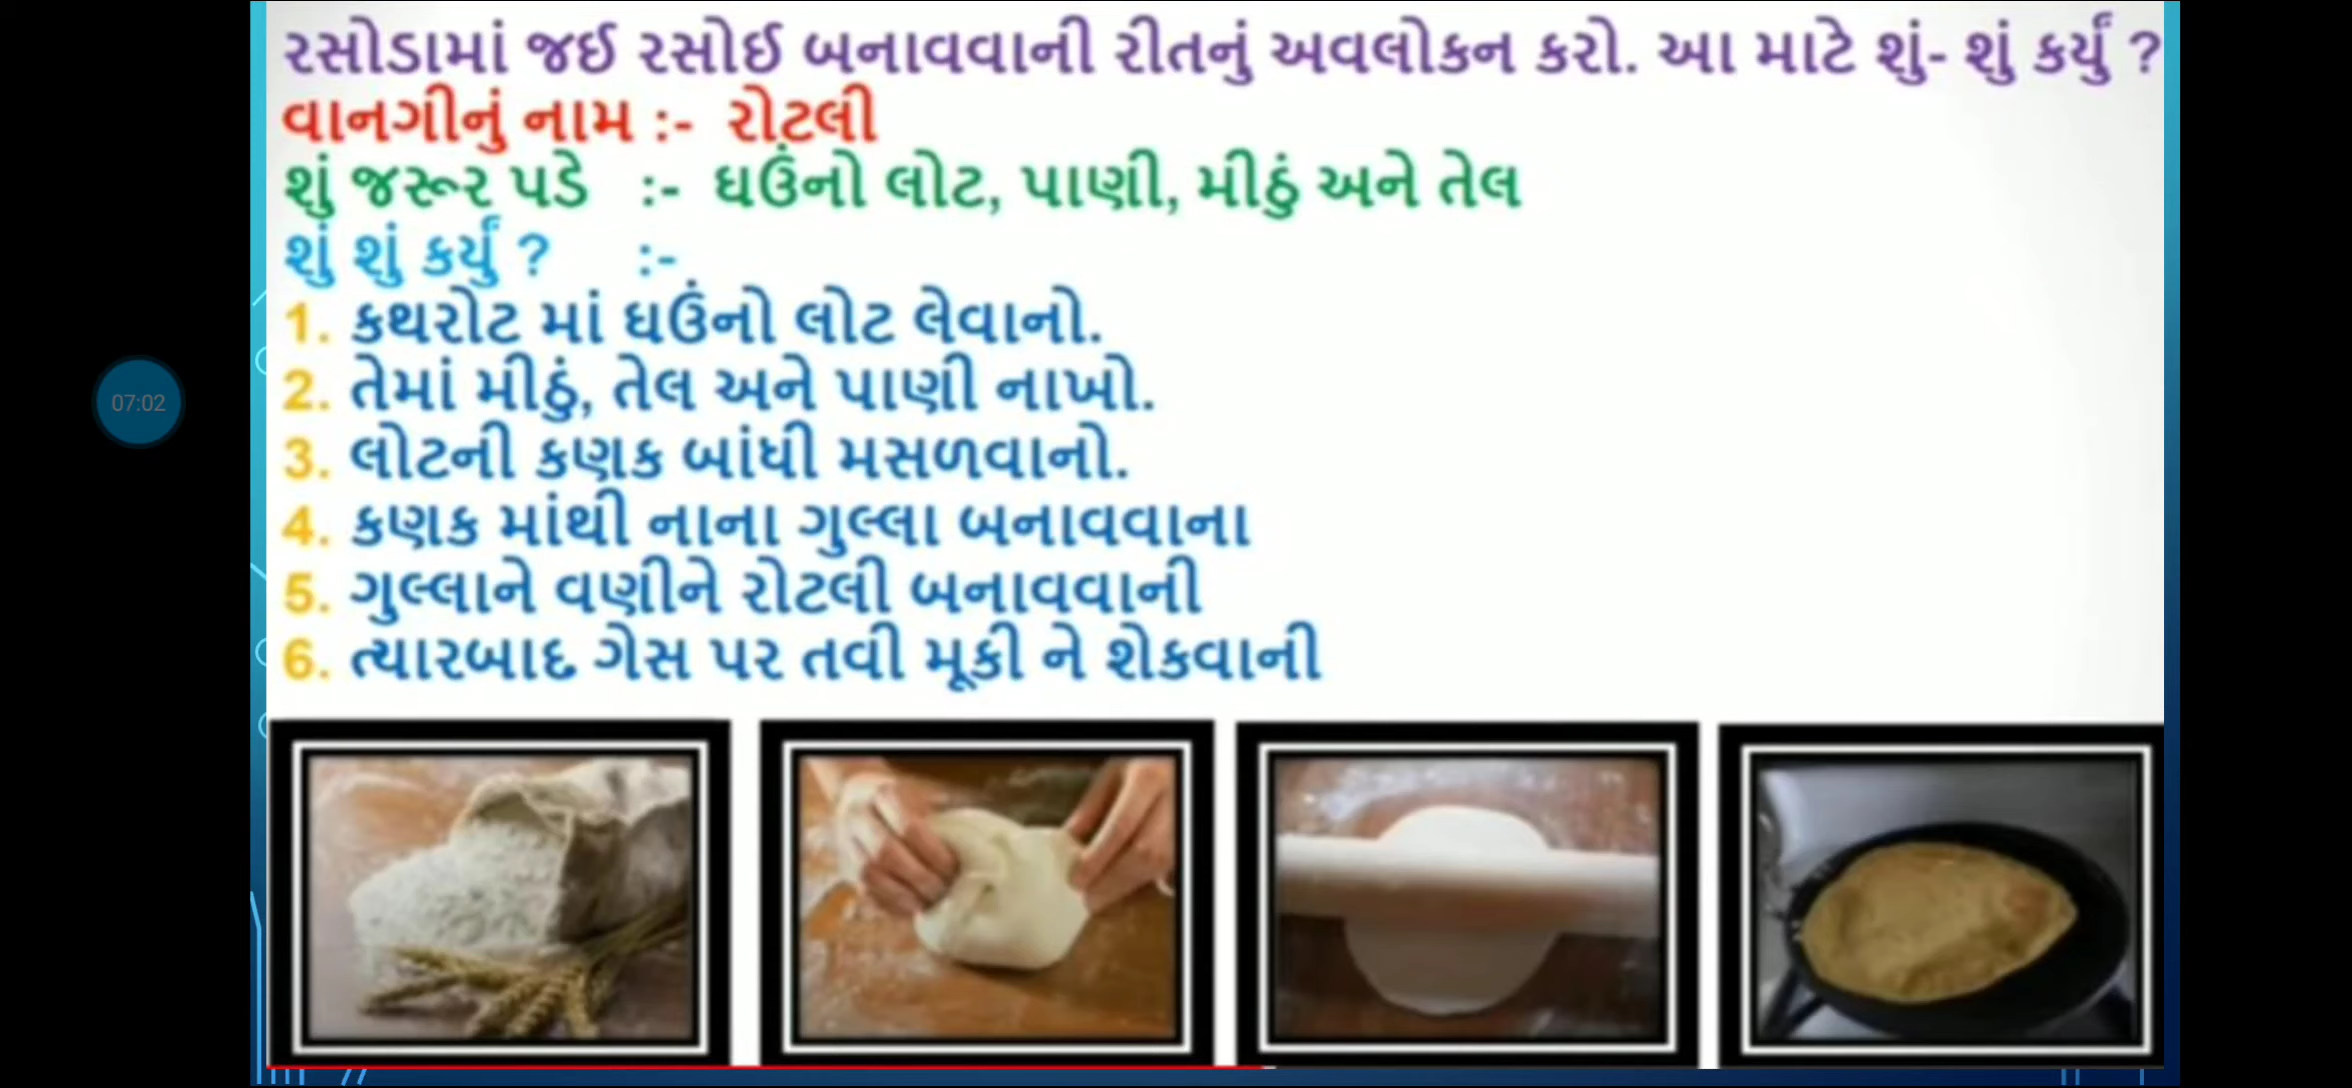 રસોડામાં જઈ રસોઈ બનાવવાની રીતનું અવલોકન કરો. આ માટે શું- શું કર્યું ?
વાનગીનું નામ :- રોટલી
શું જરૂર પડે :- ઘઉંનો લોટ, પાણી, મીઠું અને તેલ
શું શું કર્યું ? :-
1. કથરોટ માં ઘઉંનો લોટ લેવાનો.
2. તેમાં મીઠું, તેલ અને પાણી નાખો.
3. લોટની કણક બાંધી મસળવાનો.
4. કણક માંથી નાના ગુલ્લા બનાવવાના
5. ગુલ્લાને વણીને રોટલી બનાવવાની
6. ત્યારબાદ ગેસ પર તવી મૂકી ને શેકવાની
07:02